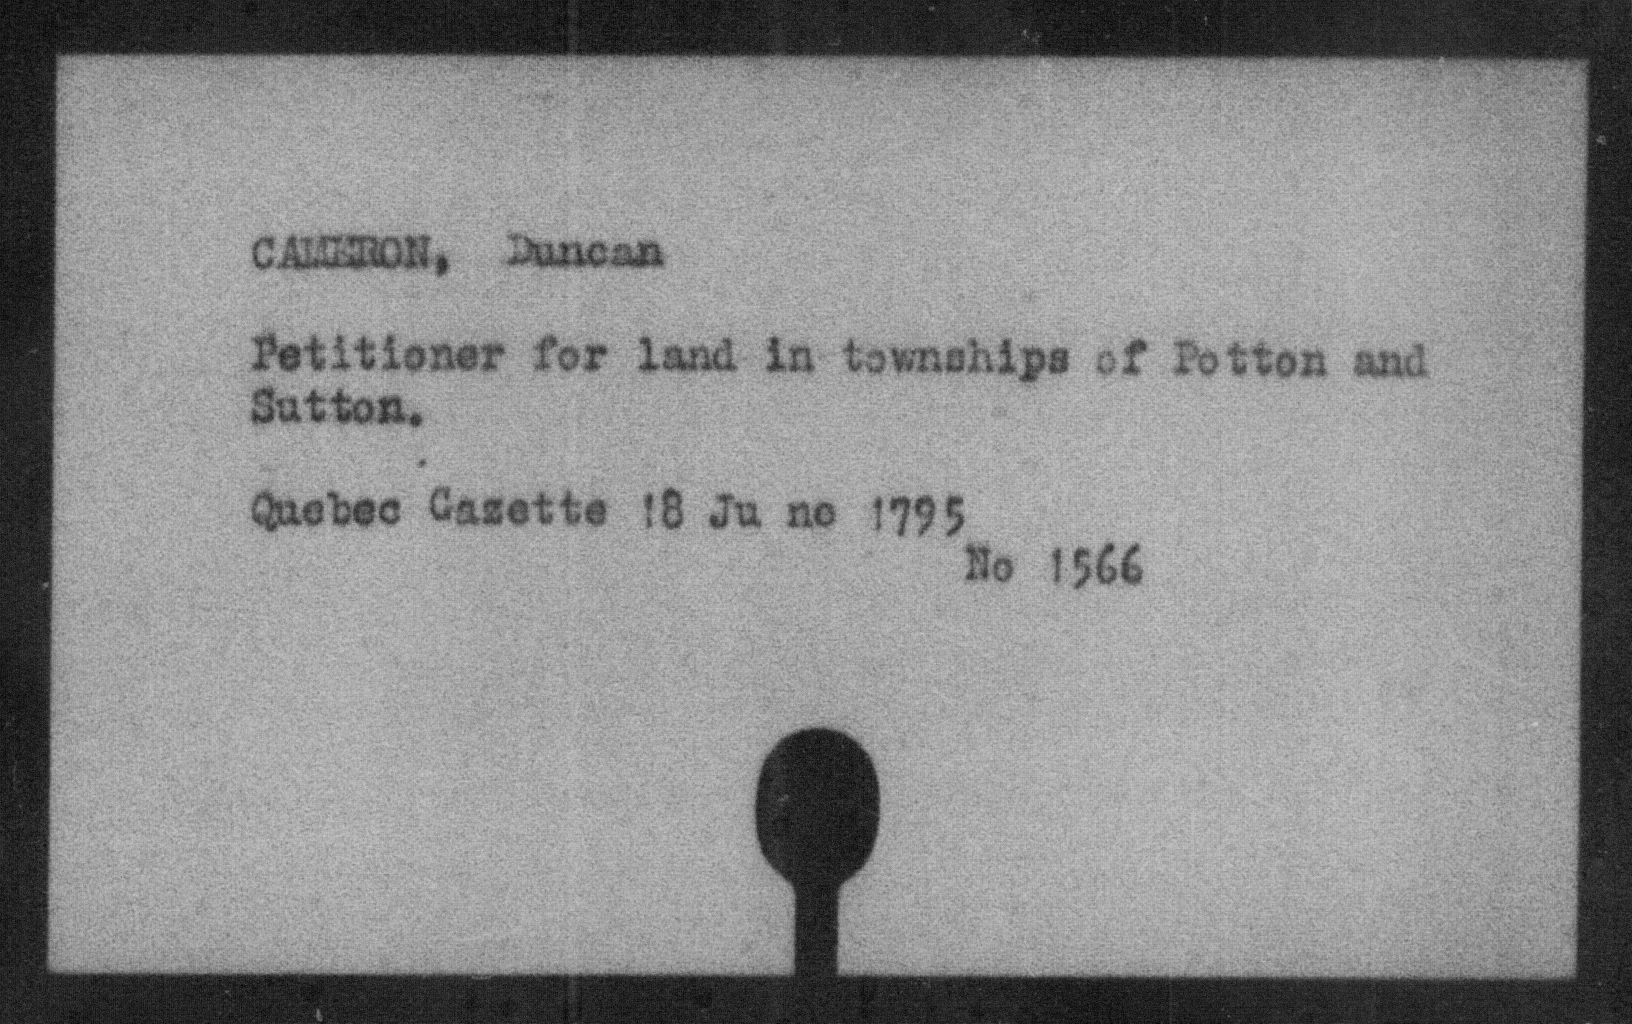 CAMERON, Duncan
Petitioner for land in townships of Potton and
Sutton.
Quebec Gazette 18 Ju ne 1795
No 1566